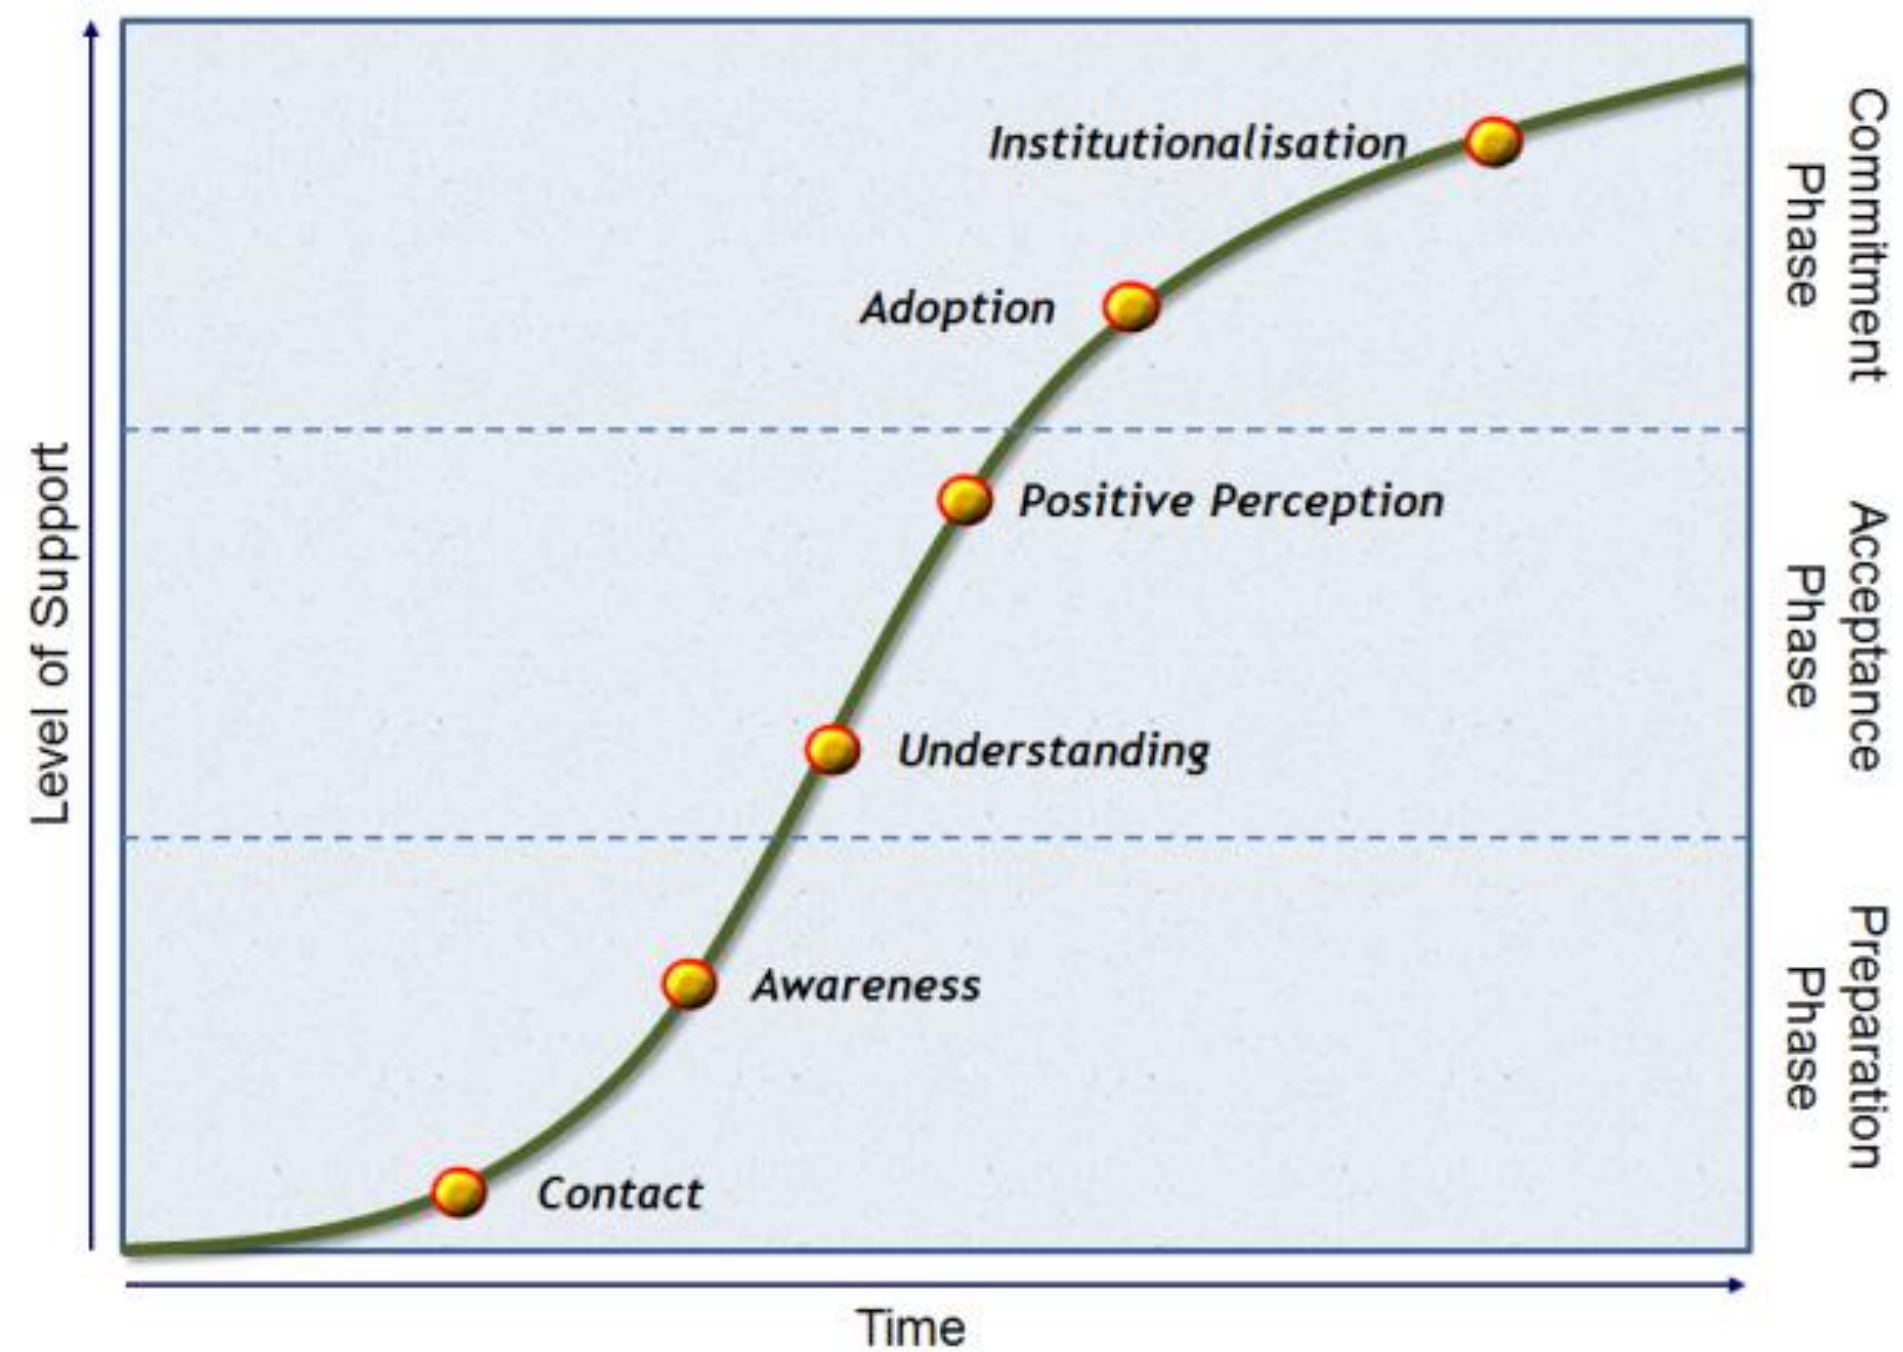 Institutionalisation
Adoption
Positive Perception
Understanding
Awareness
Contact
Level of Support
Time
Commitment
Phase
Acceptance
Phase
Preparation
Phase